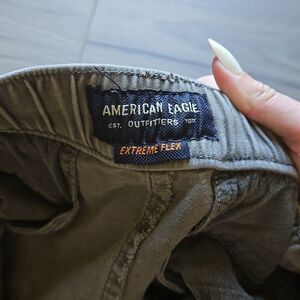 AMERICAN EAGLE
EST. OUTFITTERS 1977
EXTREME FLEX